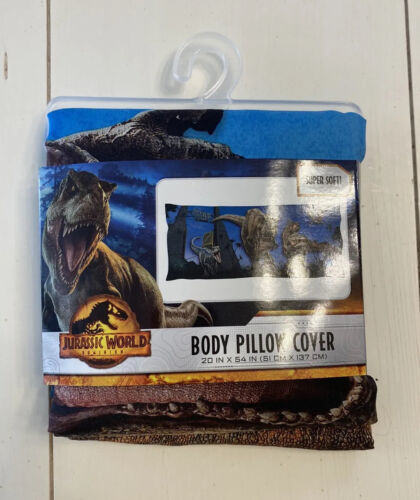 SUPER SOFT!
JURASSIC WORLD
DOMINION
BODY PILLOW COVER
20 IN X 54 IN (51 CM X 137 CM)